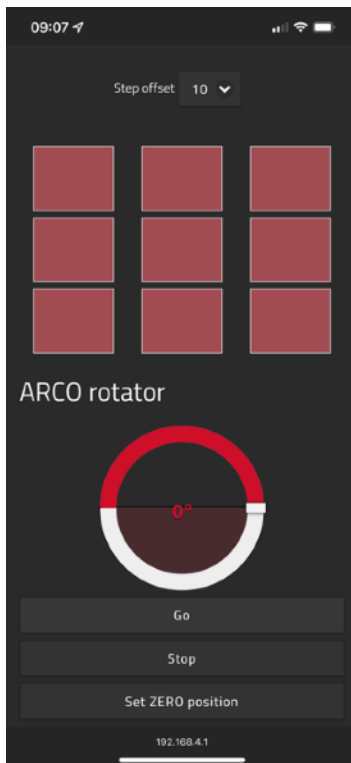 09:07
Step offset 10
ARCO rotator
0°
Go
Stop
Set ZERO position
192.168.4.1